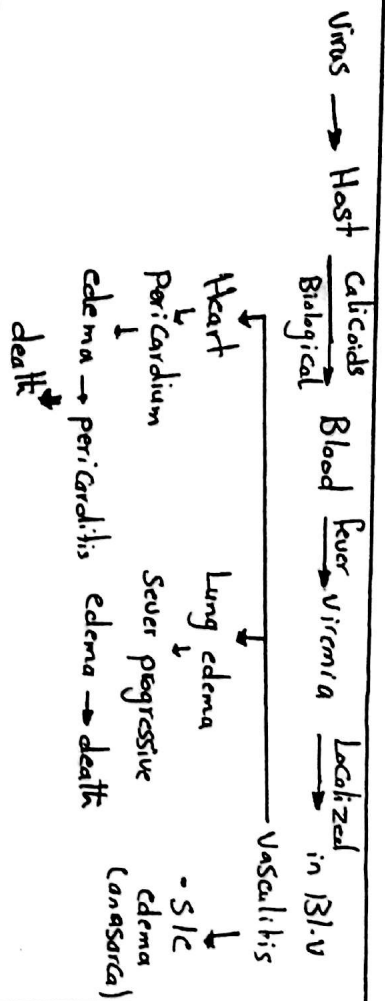 Virus → Host Calicoids Biological → Blood fever → Viremia Localized → in Bl.v
Vasculitis
Heart
Lung edema
- S/C edema (anasarca)
↓
Pericardium
↓
Sever progressive edema → death
↓
edema → pericarditis
↓
death